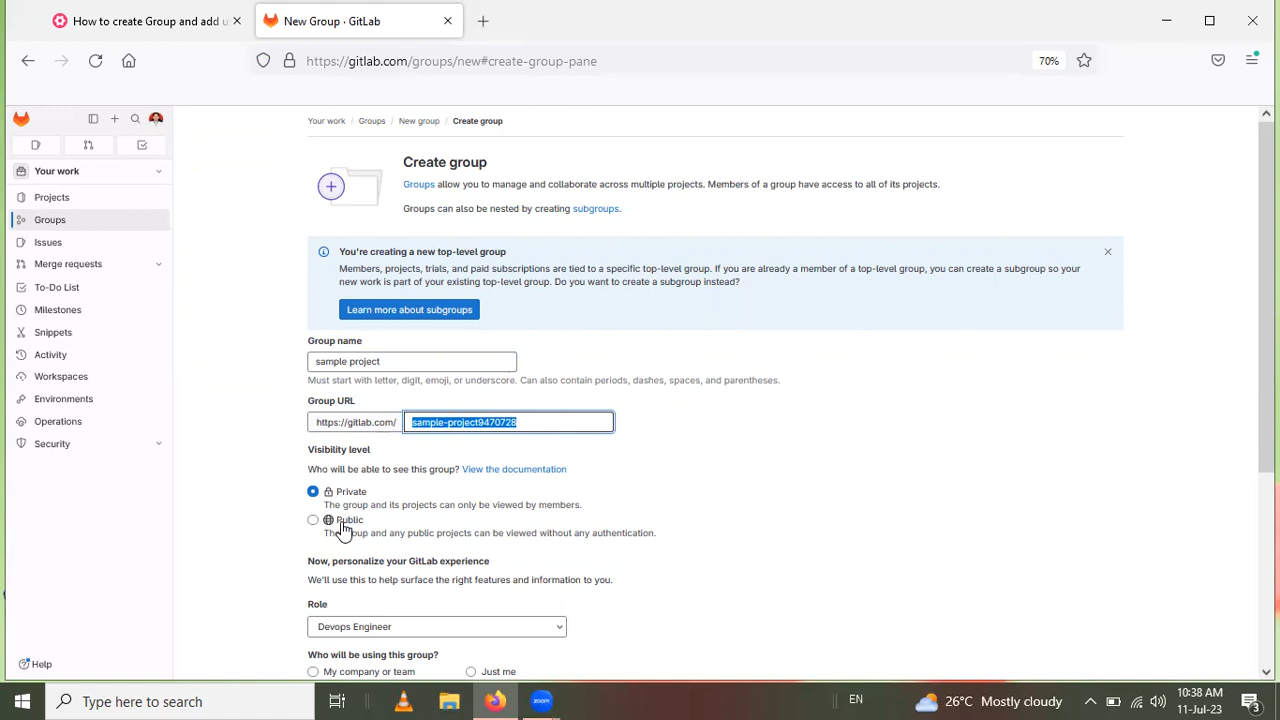 How to create Group and add u
New Group · GitLab
https://gitlab.com/groups/new#create-group-pane
70%
Your work
Projects
Groups
Issues
Merge requests
To-Do List
Milestones
Snippets
Activity
Workspaces
Environments
Operations
Security
Help
Your work / Groups / New group / Create group
Create group
Groups allow you to manage and collaborate across multiple projects. Members of a group have access to all of its projects.
Groups can also be nested by creating subgroups.
You're creating a new top-level group
Members, projects, trials, and paid subscriptions are tied to a specific top-level group. If you are already a member of a top-level group, you can create a subgroup so your
new work is part of your existing top-level group. Do you want to create a subgroup instead?
Learn more about subgroups
Group name
sample project
Must start with letter, digit, emoji, or underscore. Can also contain periods, dashes, spaces, and parentheses.
Group URL
https://gitlab.com/ sample-project9470728
Visibility level
Who will be able to see this group? View the documentation
Private
The group and its projects can only be viewed by members.
Public
The group and any public projects can be viewed without any authentication.
Now, personalize your GitLab experience
We'll use this to help surface the right features and information to you.
Role
Devops Engineer
Who will be using this group?
My company or team Just me
Type here to search
zoom
EN
26°C Mostly cloudy
10:38 AM
11-Jul-23
3